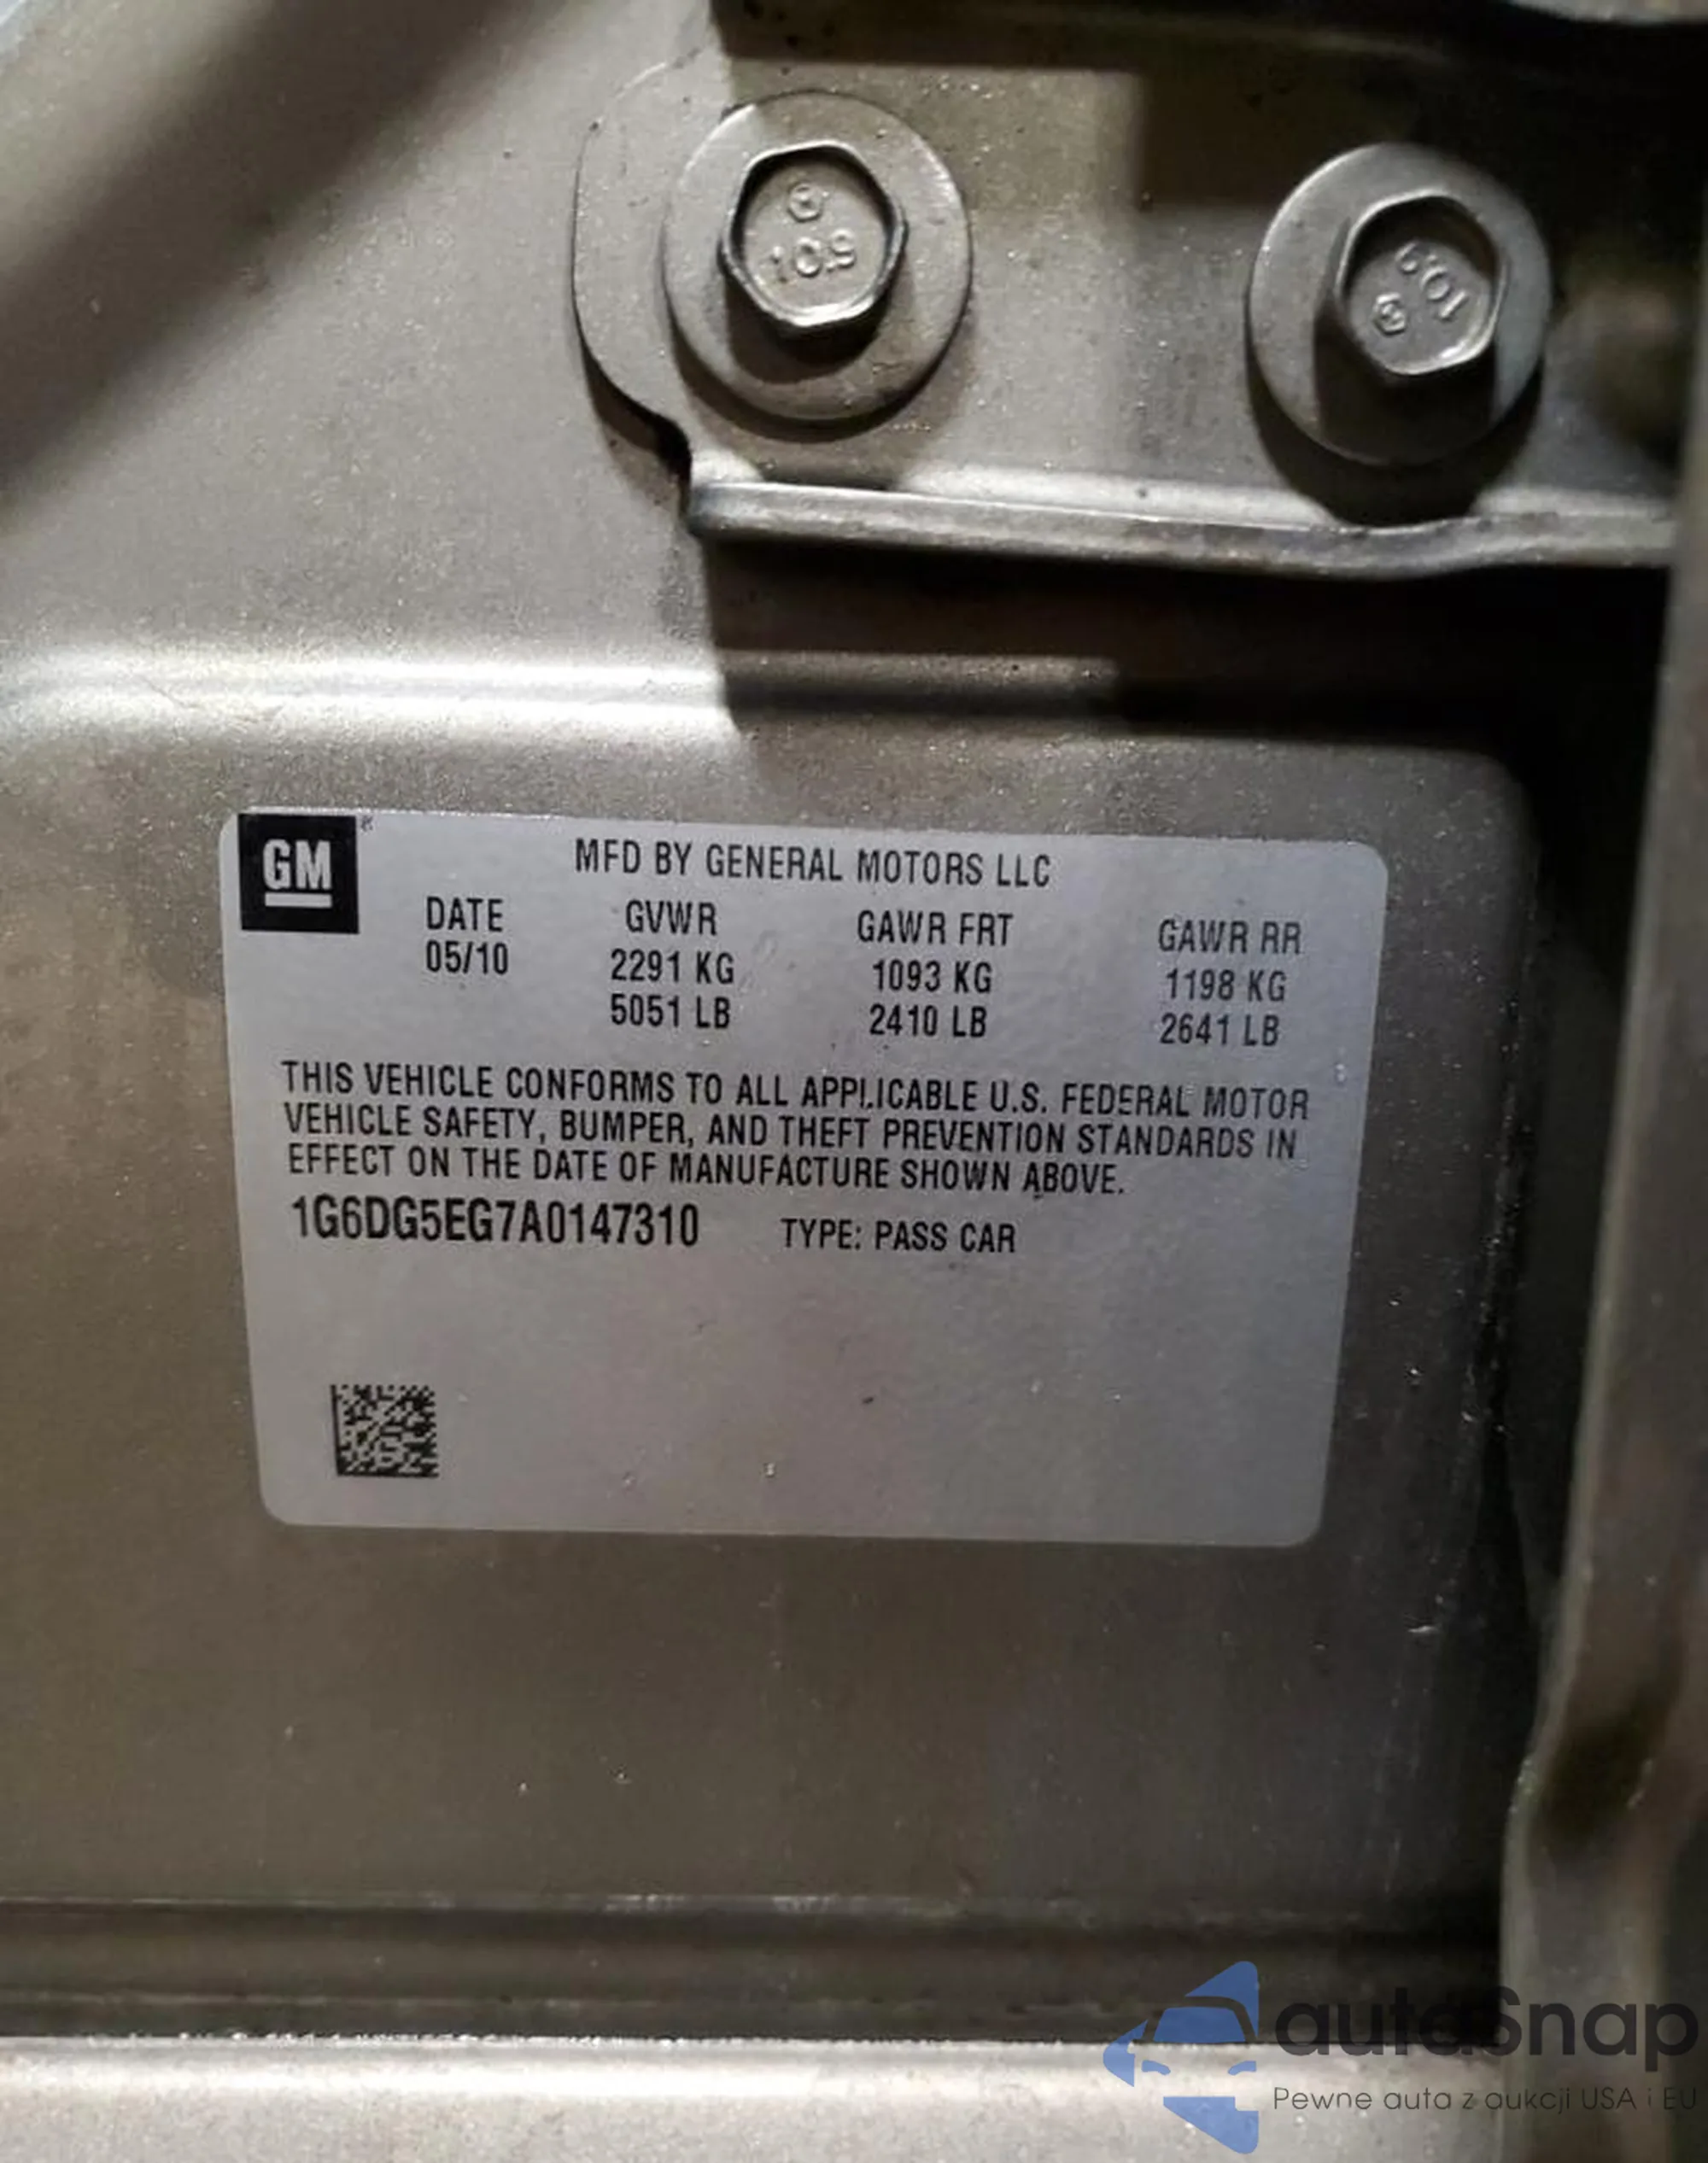 10.9
10.9
GM®
MFD BY GENERAL MOTORS LLC
DATE GVWR GAWR FRT GAWR RR
05/10 2291 KG 1093 KG 1198 KG
5051 LB 2410 LB 2641 LB
THIS VEHICLE CONFORMS TO ALL APPLICABLE U.S. FEDERAL MOTOR
VEHICLE SAFETY, BUMPER, AND THEFT PREVENTION STANDARDS IN
EFFECT ON THE DATE OF MANUFACTURE SHOWN ABOVE.
1G6DG5EG7A0147310 TYPE: PASS CAR
autoSnap
Pewne auta z aukcji USA i EU